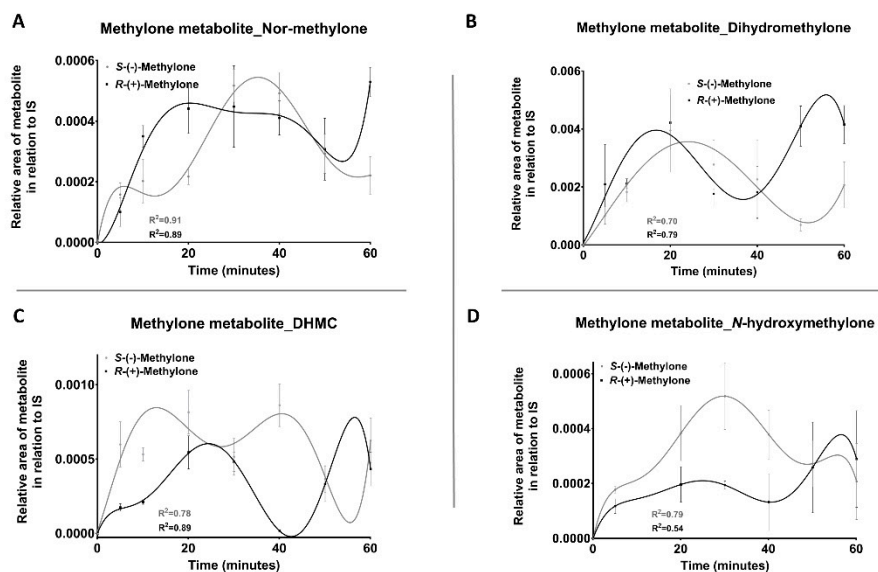 A
Methylone metabolite_Nor-methylone
Relative area of metabolite
in relation to IS
0.0006
0.0004
0.0002
0.0000
S-(-)-Methylone
R-(+)-Methylone
R²=0.91
R²=0.89
0 20 40 60
Time (minutes)
B
Methylone metabolite_Dihydromethylone
Relative area of metabolite
in relation to IS
0.006
0.004
0.002
0.000
S-(-)-Methylone
R-(+)-Methylone
R²=0.70
R²=0.79
0 20 40 60
Time (minutes)
C
Methylone metabolite_DHMC
Relative area of metabolite
in relation to IS
0.0010
0.0005
0.0000
S-(-)-Methylone
R-(+)-Methylone
R²=0.78
R²=0.89
0 20 40 60
Time (minutes)
D
Methylone metabolite_N-hydroxymethylone
Relative area of metabolite
in relation to IS
0.0006
0.0004
0.0002
0.0000
S-(-)-Methylone
R-(+)-Methylone
R²=0.79
R²=0.54
0 20 40 60
Time (minutes)